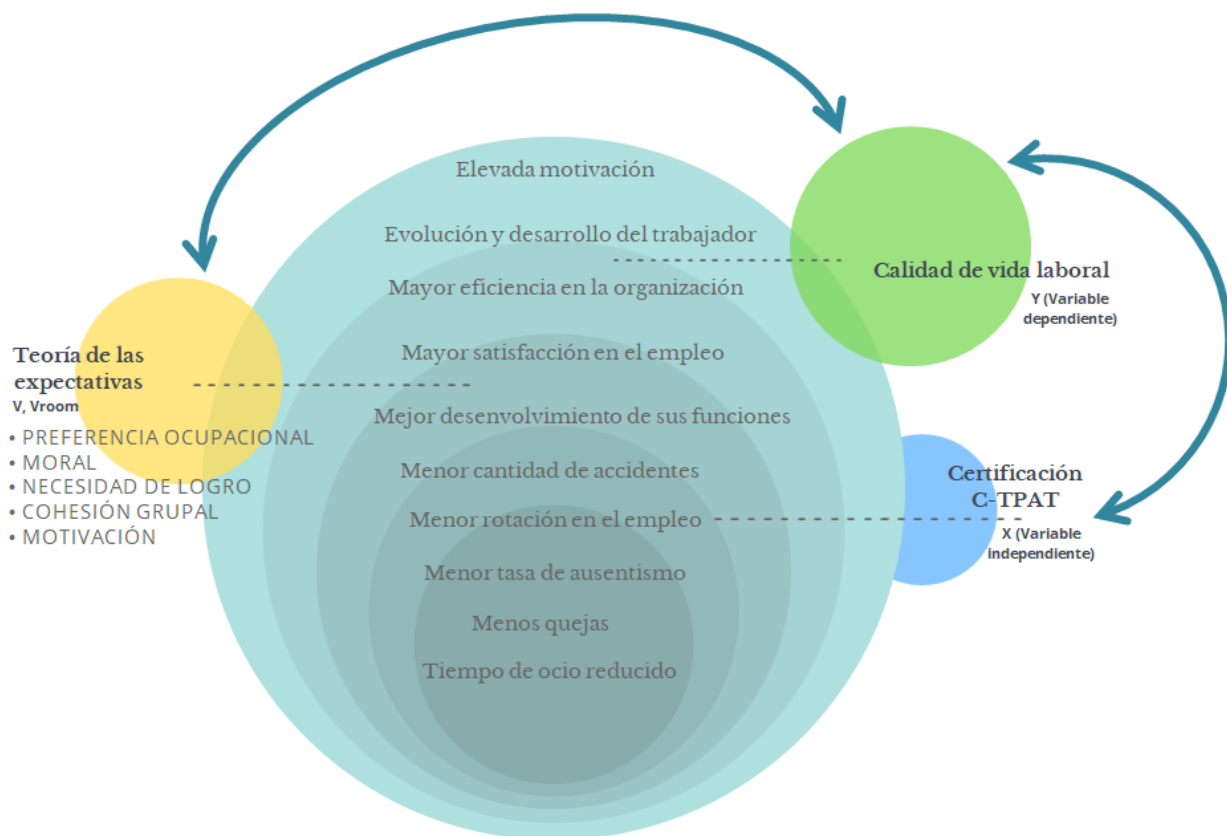 Elevada motivación
Evolución y desarrollo del trabajador
Mayor eficiencia en la organización
Mayor satisfacción en el empleo
Mejor desenvolvimiento de sus funciones
Menor cantidad de accidentes
Menor rotación en el empleo
Menor tasa de ausentismo
Menos quejas
Tiempo de ocio reducido
Calidad de vida laboral
Y (Variable
dependiente)
Teoría de las
expectativas
V, Vroom
• PREFERENCIA OCUPACIONAL
• MORAL
• NECESIDAD DE LOGRO
• COHESIÓN GRUPAL
• MOTIVACIÓN
Certificación
C-TPAT
X (Variable
independiente)